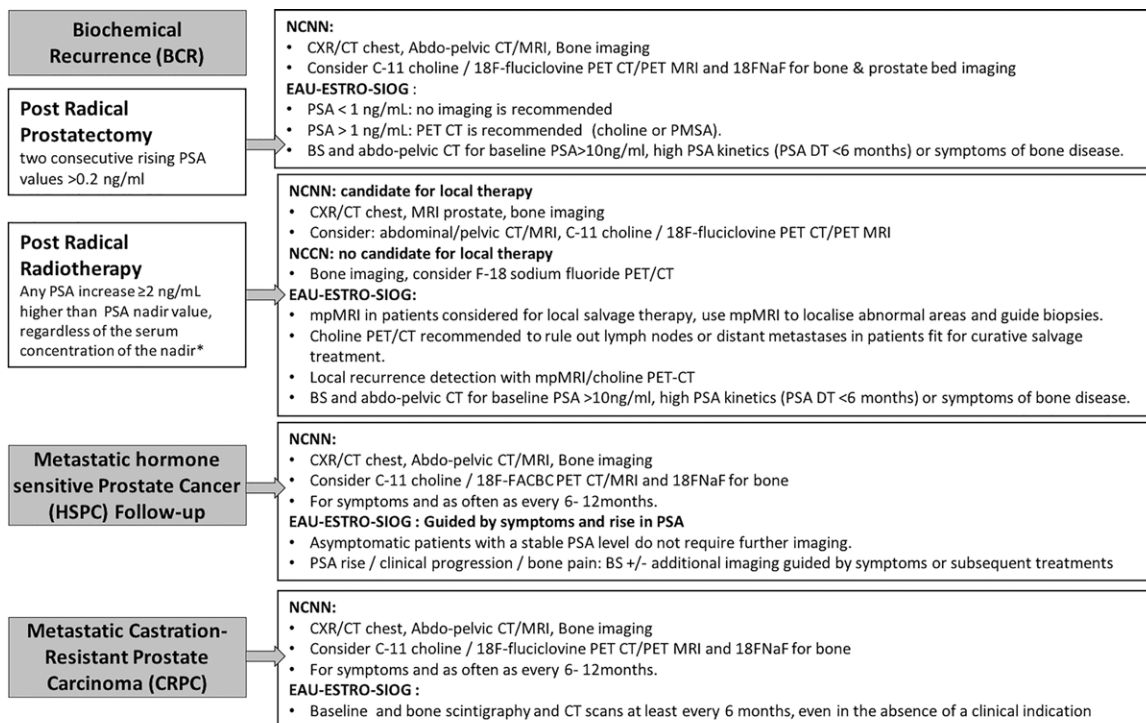 Biochemical
Recurrence (BCR)
Post Radical
Prostatectomy
two consecutive rising PSA
values >0.2 ng/ml
NCNN:
• CXR/CT chest, Abdo-pelvic CT/MRI, Bone imaging
• Consider C-11 choline / 18F-fluciclovine PET CT/PET MRI and 18FNaF for bone & prostate bed imaging
EAU-ESTRO-SIOG :
• PSA < 1 ng/mL: no imaging is recommended
• PSA > 1 ng/mL: PET CT is recommended (choline or PMSA).
• BS and abdo-pelvic CT for baseline PSA>10ng/ml, high PSA kinetics (PSA DT <6 months) or symptoms of bone disease.
Post Radical
Radiotherapy
Any PSA increase ≥2 ng/mL
higher than PSA nadir value,
regardless of the serum
concentration of the nadir*
NCNN: candidate for local therapy
• CXR/CT chest, MRI prostate, bone imaging
• Consider: abdominal/pelvic CT/MRI, C-11 choline / 18F-fluciclovine PET CT/PET MRI
NCCN: no candidate for local therapy
• Bone imaging, consider F-18 sodium fluoride PET/CT
EAU-ESTRO-SIOG:
• mpMRI in patients considered for local salvage therapy, use mpMRI to localise abnormal areas and guide biopsies.
• Choline PET/CT recommended to rule out lymph nodes or distant metastases in patients fit for curative salvage
treatment.
• Local recurrence detection with mpMRI/choline PET-CT
• BS and abdo-pelvic CT for baseline PSA >10ng/ml, high PSA kinetics (PSA DT <6 months) or symptoms of bone disease.
Metastatic hormone
sensitive Prostate Cancer
(HSPC) Follow-up
NCNN:
• CXR/CT chest, Abdo-pelvic CT/MRI, Bone imaging
• Consider C-11 choline / 18F-FACBC PET CT/MRI and 18FNaF for bone
• For symptoms and as often as every 6- 12months.
EAU-ESTRO-SIOG : Guided by symptoms and rise in PSA
• Asymptomatic patients with a stable PSA level do not require further imaging.
• PSA rise / clinical progression / bone pain: BS +/- additional imaging guided by symptoms or subsequent treatments
Metastatic Castration-
Resistant Prostate
Carcinoma (CRPC)
NCNN:
• CXR/CT chest, Abdo-pelvic CT/MRI, Bone imaging
• Consider C-11 choline / 18F-fluciclovine PET CT/PET MRI and 18FNaF for bone
• For symptoms and as often as every 6- 12months.
EAU-ESTRO-SIOG :
• Baseline and bone scintigraphy and CT scans at least every 6 months, even in the absence of a clinical indication